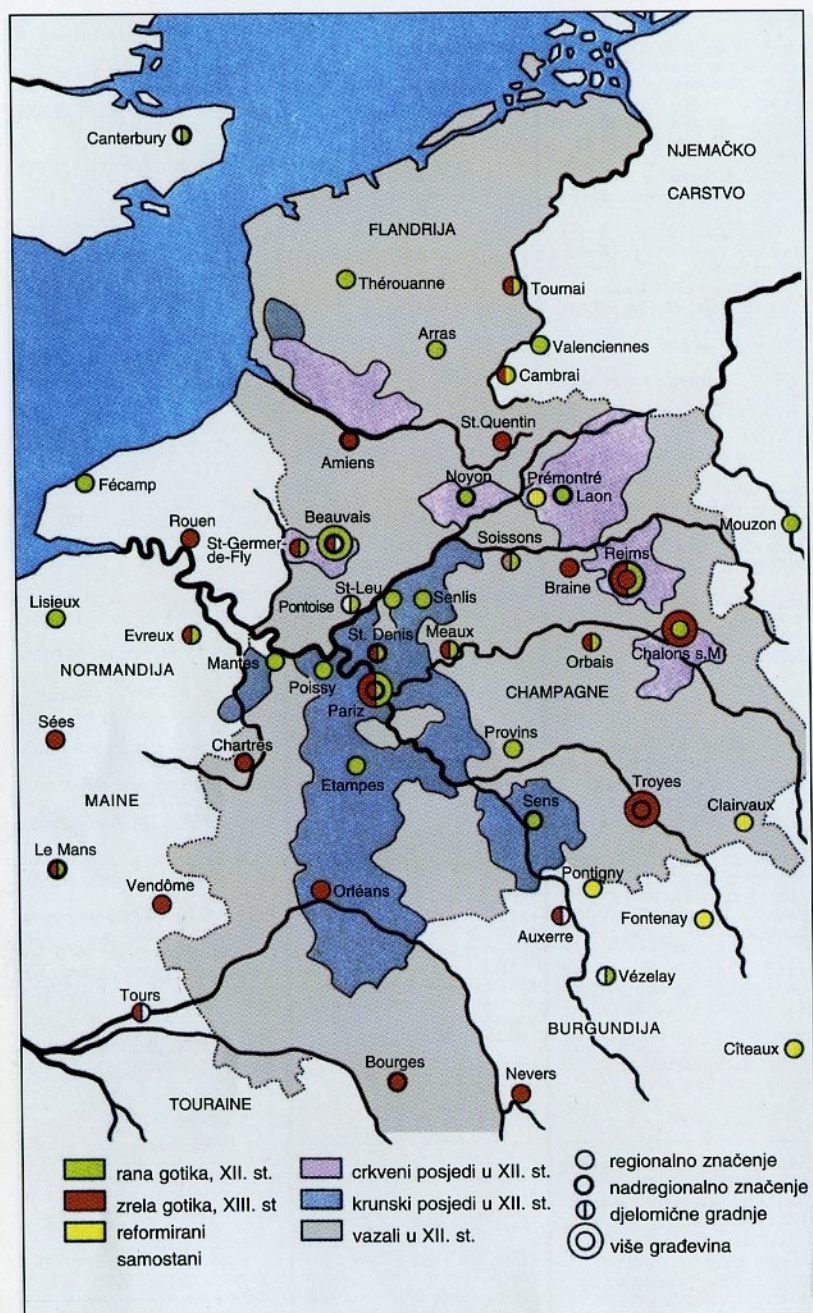 Canterbury
NJEMAČKO
CARSTVO
FLANDRIJA
Thérouanne
Tournai
Arras
Valenciennes
Cambrai
St.Quentin
Amiens
Fécamp
Noyon
Prémontré
Laon
Mouzon
Rouen
Beauvais
St-Germer-
de-Fly
Soissons
Reims
Braine
Lisieux
St-Leu
Pontoise
Senlis
Evreux
St. Denis
Meaux
Orbais
Chalons s.M.
NORMANDIJA
Mantes
Poissy
Pariz
CHAMPAGNE
Sées
Chartres
Provins
Etampes
Troyes
MAINE
Sens
Clairvaux
Le Mans
Vendôme
Orléans
Pontigny
Fontenay
Auxerre
Vézelay
Tours
BURGUNDIJA
Cîteaux
Bourges
Nevers
TOURAINE
rana gotika, XII. st.
zrela gotika, XIII. st
reformirani
samostani
crkveni posjedi u XII. st.
krunski posjedi u XII. st.
vazali u XII. st.
regionalno značenje
nadregionalno značenje
djelomične gradnje
više građevina